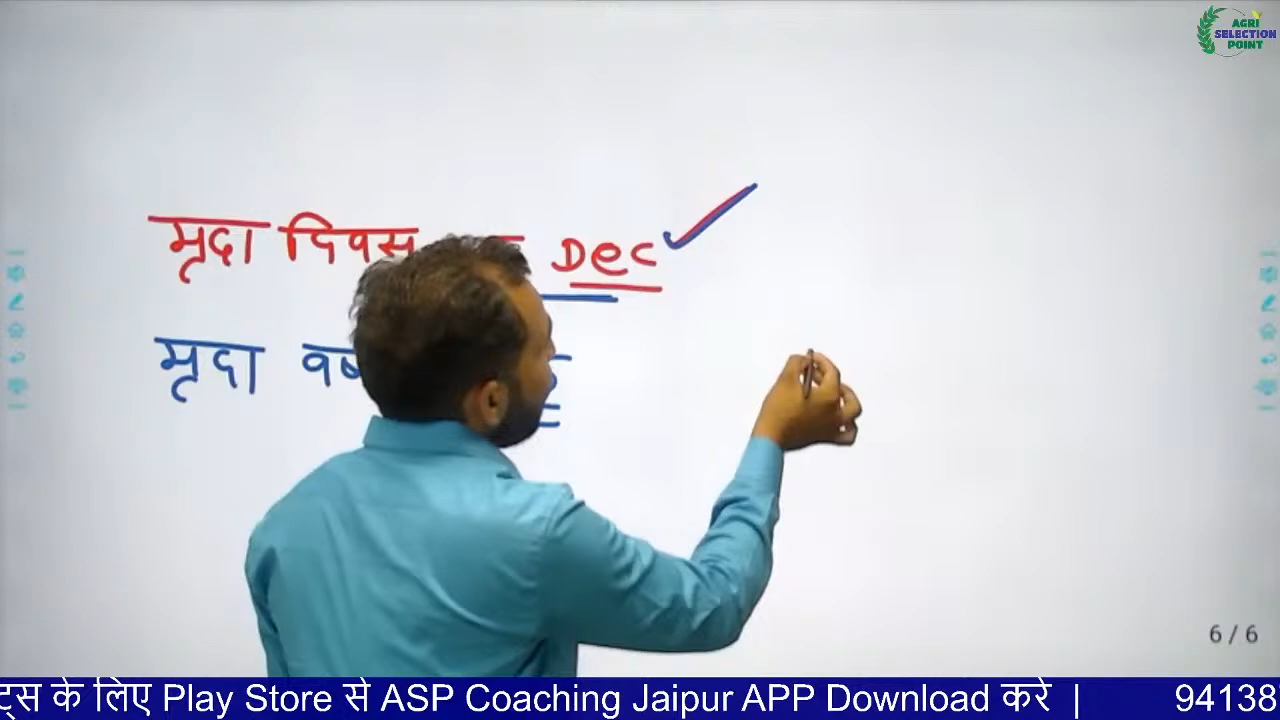 AGRI
SELECTION
POINT
मृदा दिवस Dec
मृदा
6 / 6
ट्स के लिए Play Store से ASP Coaching Jaipur APP Download करे | 94138